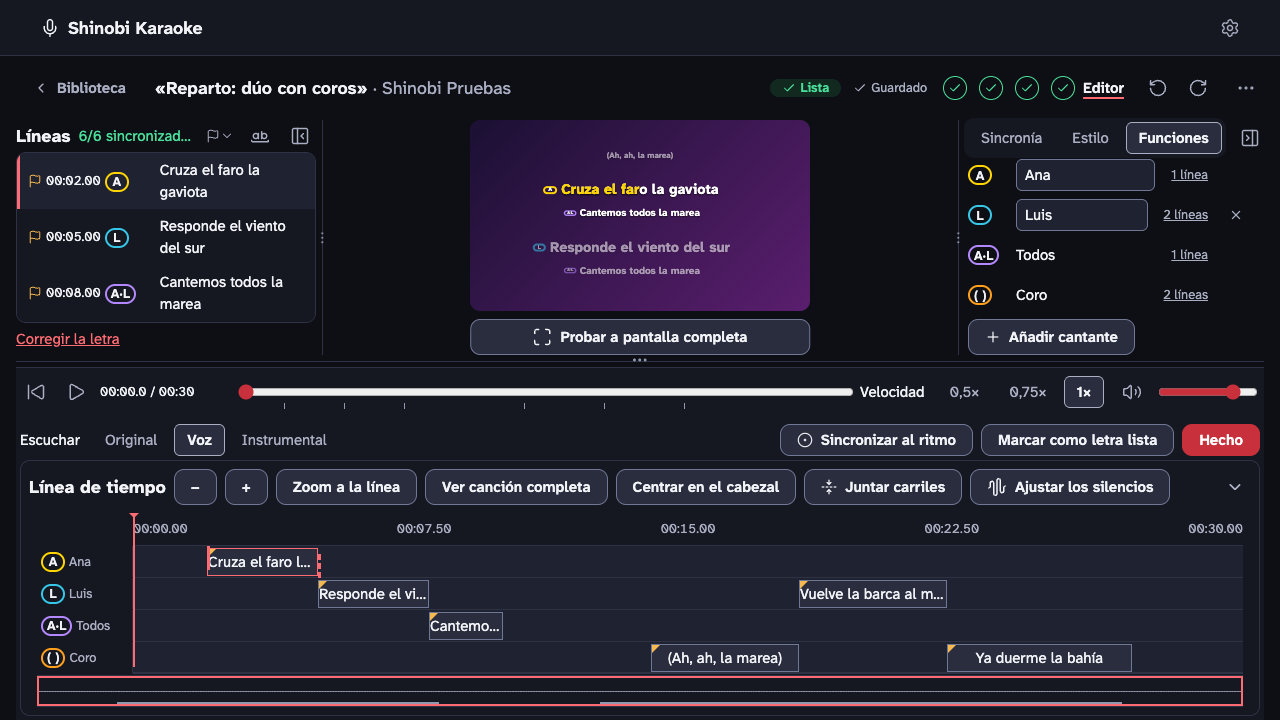 Shinobi Karaoke
Biblioteca
«Reparto: dúo con coros» · Shinobi Pruebas
Lista
Guardado
Editor
Líneas 6/6 sincronizad...
ab
00:02.00 A Cruza el faro la
gaviota
00:05.00 L Responde el viento
del sur
00:08.00 A·L Cantemos todos la
marea
Corregir la letra
(Ah, ah, la marea)
A Cruza el faro la gaviota
A·L Cantemos todos la marea
L Responde el viento del sur
A·L Cantemos todos la marea
Probar a pantalla completa
Sincronía Estilo Funciones
A Ana 1 línea
L Luis 2 líneas ×
A·L Todos 1 línea
( ) Coro 2 líneas
+ Añadir cantante
00:00.0 / 00:30
Velocidad 0,5× 0,75× 1×
Escuchar Original Voz Instrumental
Sincronizar al ritmo Marcar como letra lista Hecho
Línea de tiempo − + Zoom a la línea Ver canción completa Centrar en el cabezal Juntar carriles Ajustar los silencios
00:00.00 00:07.50 00:15.00 00:22.50 00:30.00
A Ana Cruza el faro l...
L Luis Responde el vi... Vuelve la barca al m...
A·L Todos Cantemo...
( ) Coro (Ah, ah, la marea) Ya duerme la bahía